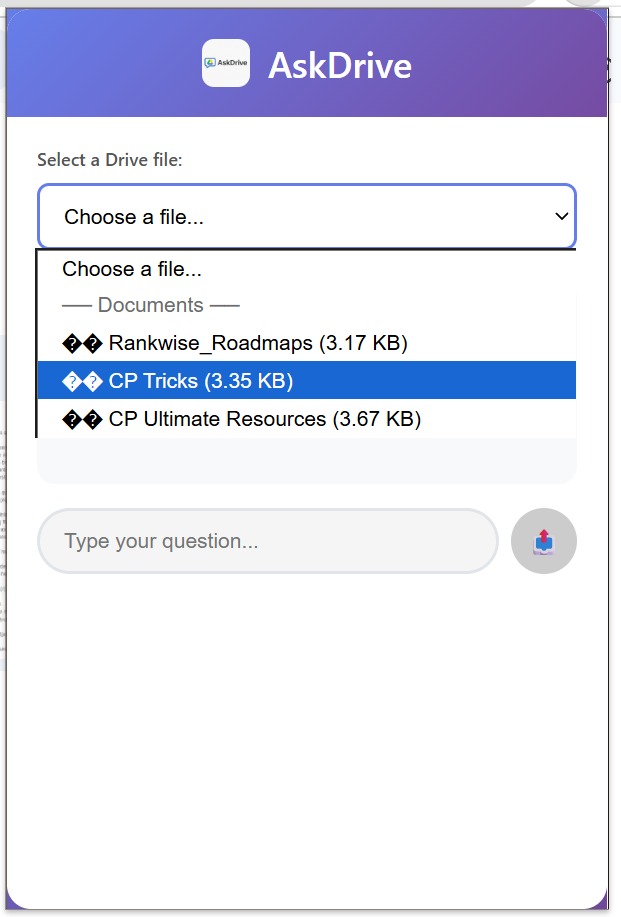 AskDrive
AskDrive
Select a Drive file:
Choose a file...
Choose a file...
── Documents ──
�� Rankwise_Roadmaps (3.17 KB)
�� CP Tricks (3.35 KB)
�� CP Ultimate Resources (3.67 KB)
Type your question...